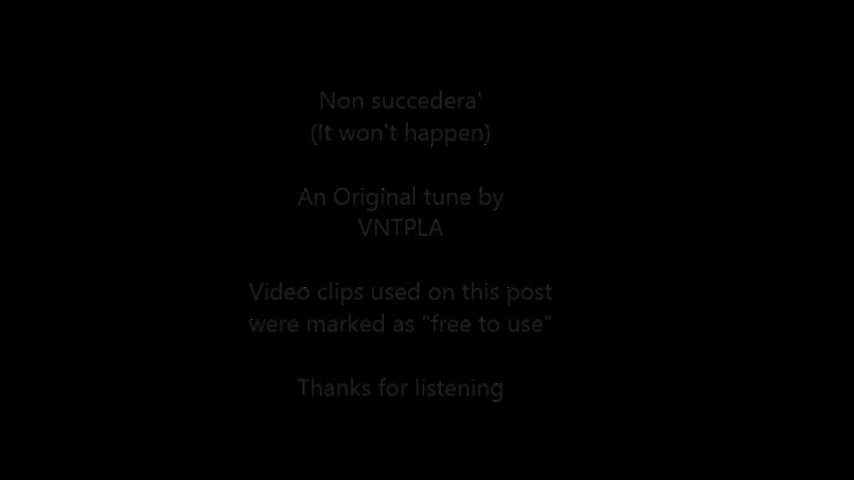 Non succedera'
(It won't happen)
An Original tune by
VNTPLA
Video clips used on this post
were marked as "free to use"
Thanks for listening